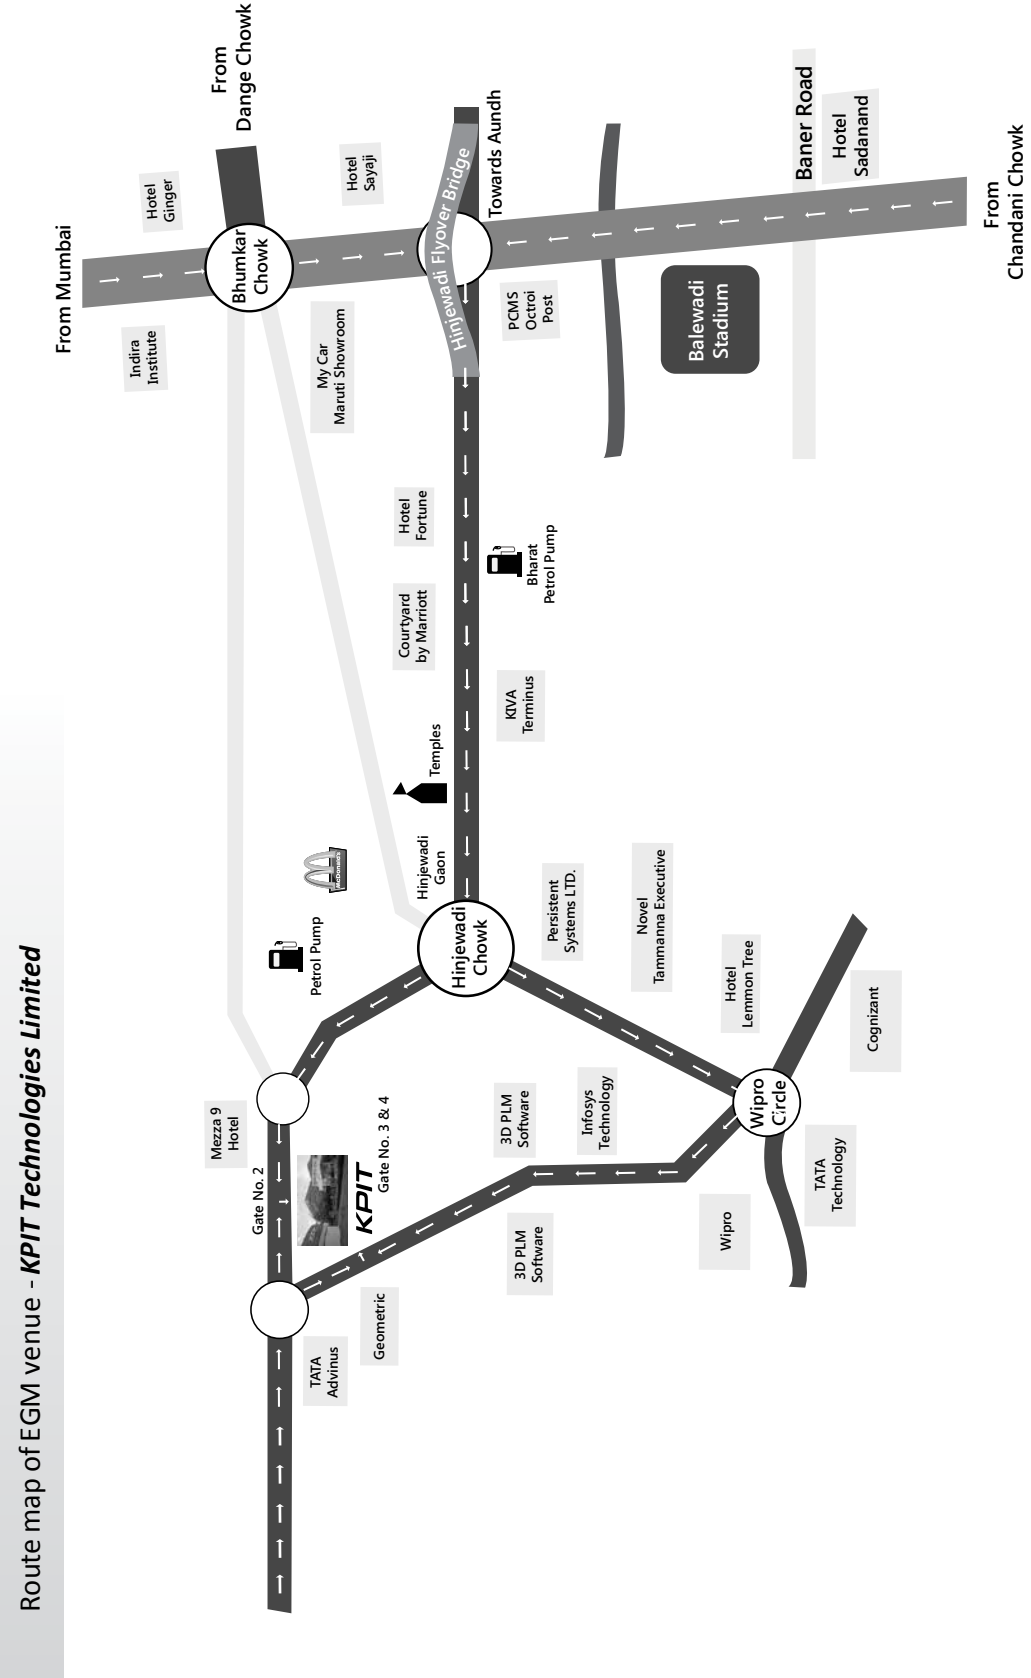 Route map of EGM venue - KPIT Technologies Limited
From Mumbai
Indira
Institute
Hotel
Ginger
From
Dange Chowk
Bhumkar
Chowk
My Car
Maruti Showroom
Hotel
Sayaji
Hinjewadi Flyover Bridge
Towards Aundh
PCMS
Octroi
Post
Balewadi
Stadium
Baner Road
Hotel
Sadanand
From
Chandani Chowk
Hotel
Fortune
Courtyard
by Marriott
Bharat
Petrol Pump
KIVA
Terminus
Temples
Hinjewadi
Gaon
McDonald's
Petrol Pump
Hinjewadi
Chowk
Persistent
Systems LTD.
Novel
Tammanna Executive
Hotel
Lemmon Tree
Cognizant
Wipro
Circle
TATA
Technology
Wipro
Infosys
Technology
3D PLM
Software
3D PLM
Software
Mezza 9
Hotel
Gate No. 2
KPIT
Gate No. 3 & 4
Geometric
TATA
Advinus